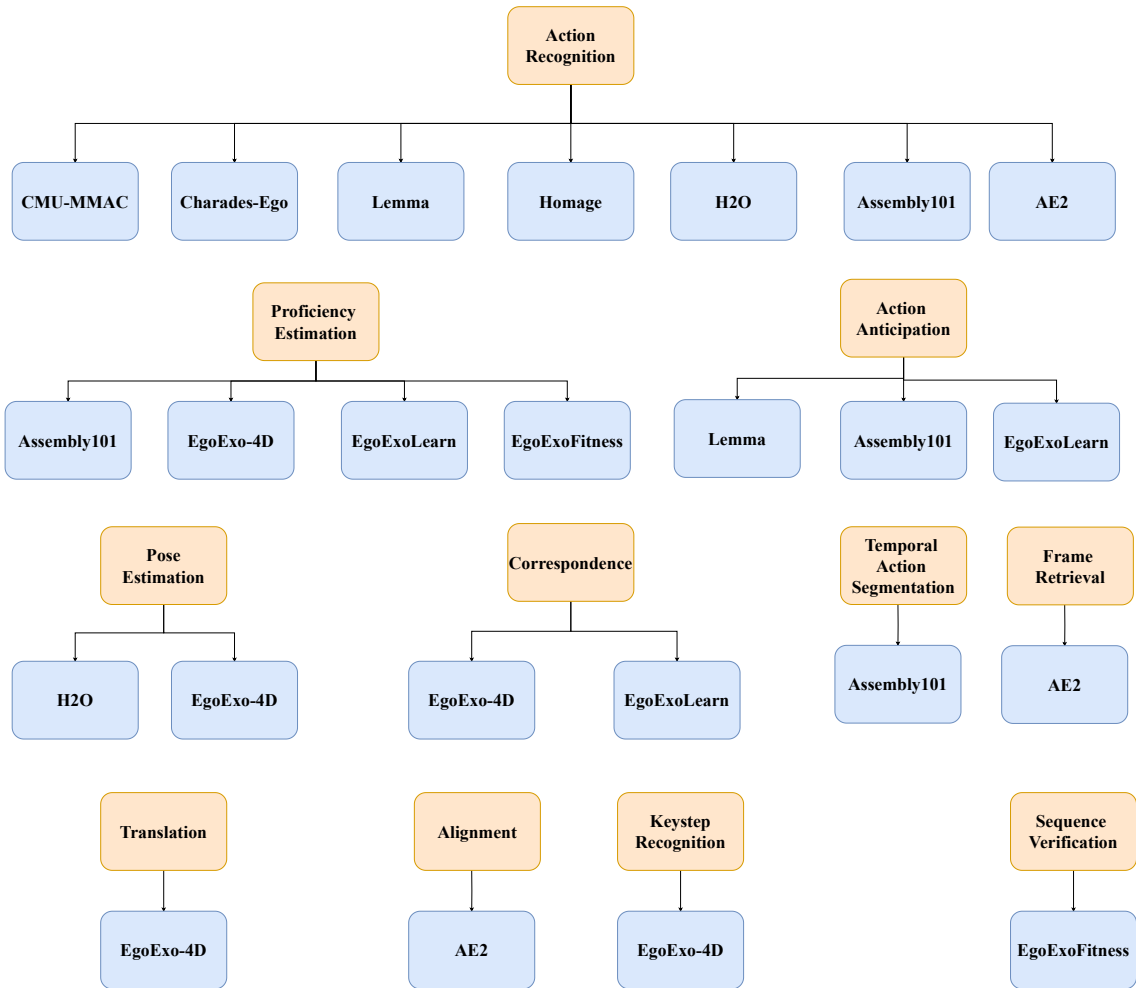 Action
Recognition
CMU-MMAC
Charades-Ego
Lemma
Homage
H2O
Assembly101
AE2
Proficiency
Estimation
Action
Anticipation
Assembly101
EgoExo-4D
EgoExoLearn
EgoExoFitness
Lemma
Assembly101
EgoExoLearn
Pose
Estimation
Correspondence
Temporal
Action
Segmentation
Frame
Retrieval
H2O
EgoExo-4D
EgoExo-4D
EgoExoLearn
Assembly101
AE2
Translation
Alignment
Keystep
Recognition
Sequence
Verification
EgoExo-4D
AE2
EgoExo-4D
EgoExoFitness